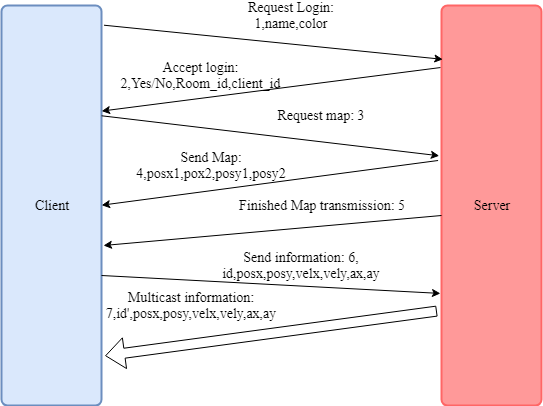 Request Login:
1,name,color
Accept login:
2,Yes/No,Room_id,client_id
Request map: 3
Send Map:
4,posx1,pox2,posy1,posy2
Client
Finished Map transmission: 5
Server
Send information: 6,
id,posx,posy,velx,vely,ax,ay
Multicast information:
7,id',posx,posy,velx,vely,ax,ay